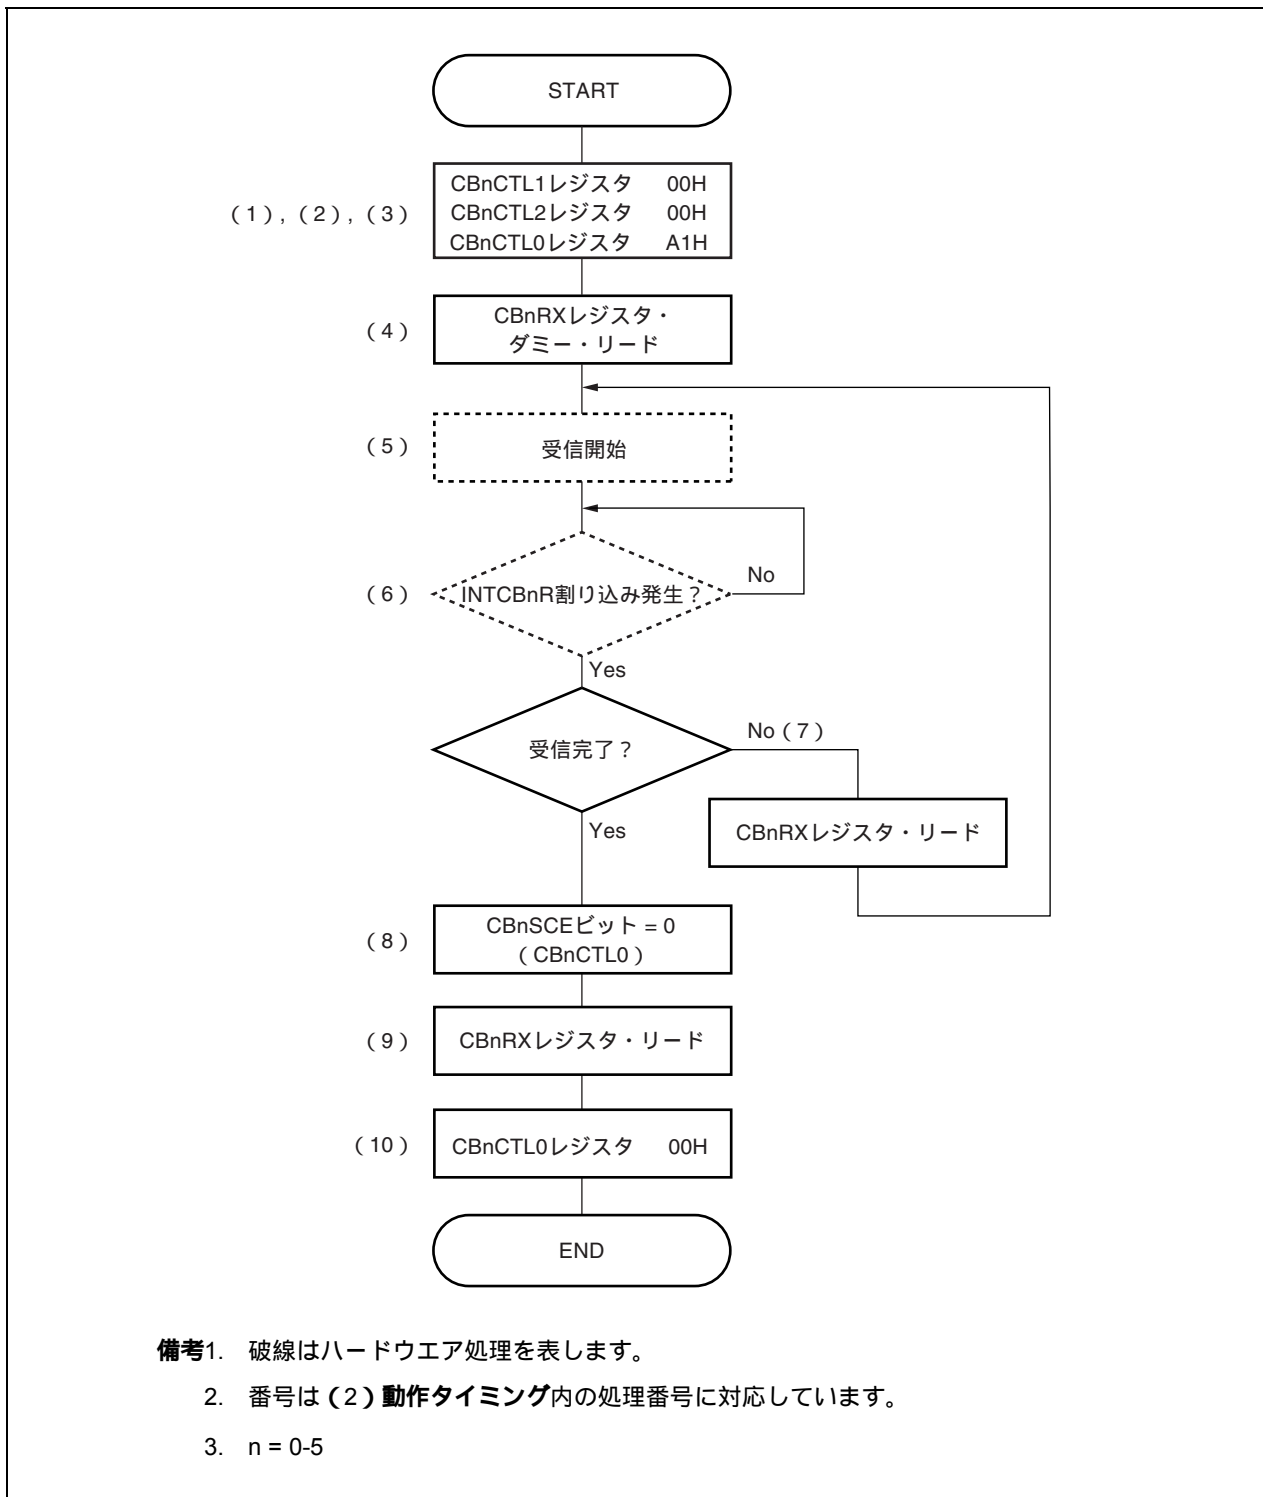 START
CBnCTL1レジスタ 00H
(1), (2), (3) CBnCTL2レジスタ 00H
CBnCTL0レジスタ A1H
(4) CBnRXレジスタ・
ダミー・リード
(5) 受信開始
(6) INTCBnR割り込み発生？ No
Yes
受信完了？ No(7)
Yes
CBnRXレジスタ・リード
(8) CBnSCEビット = 0
(CBnCTL0)
(9) CBnRXレジスタ・リード
(10) CBnCTL0レジスタ 00H
END
備考1. 破線はハードウエア処理を表します。
2. 番号は(2)動作タイミング内の処理番号に対応しています。
3. n = 0-5